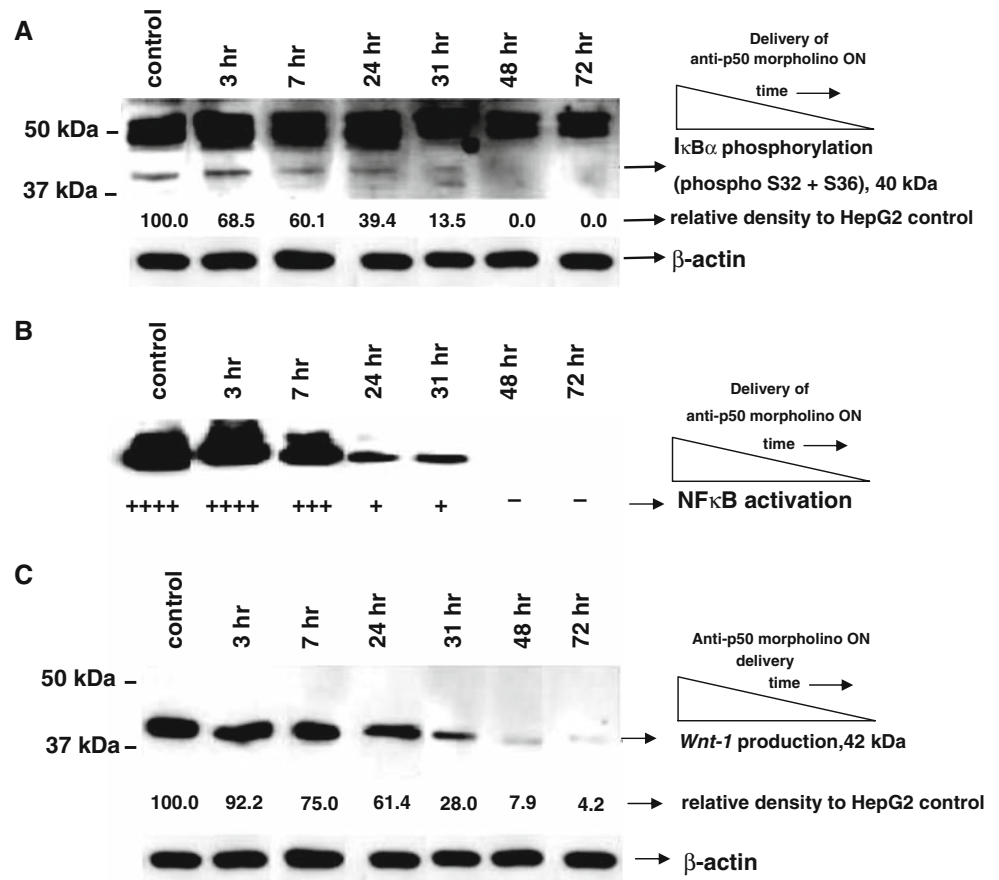 A
control 3 hr 7 hr 24 hr 31 hr 48 hr 72 hr
Delivery of
anti-p50 morpholino ON
time
50 kDa
IκBα phosphorylation
(phospho S32 + S36), 40 kDa
37 kDa
100.0 68.5 60.1 39.4 13.5 0.0 0.0 relative density to HepG2 control
β-actin
B
control 3 hr 7 hr 24 hr 31 hr 48 hr 72 hr
Delivery of
anti-p50 morpholino ON
time
++++ ++++ +++ + + – – NFκB activation
C
control 3 hr 7 hr 24 hr 31 hr 48 hr 72 hr
Anti-p50 morpholino ON
delivery
time
50 kDa
37 kDa
Wnt-1 production,42 kDa
100.0 92.2 75.0 61.4 28.0 7.9 4.2 relative density to HepG2 control
β-actin